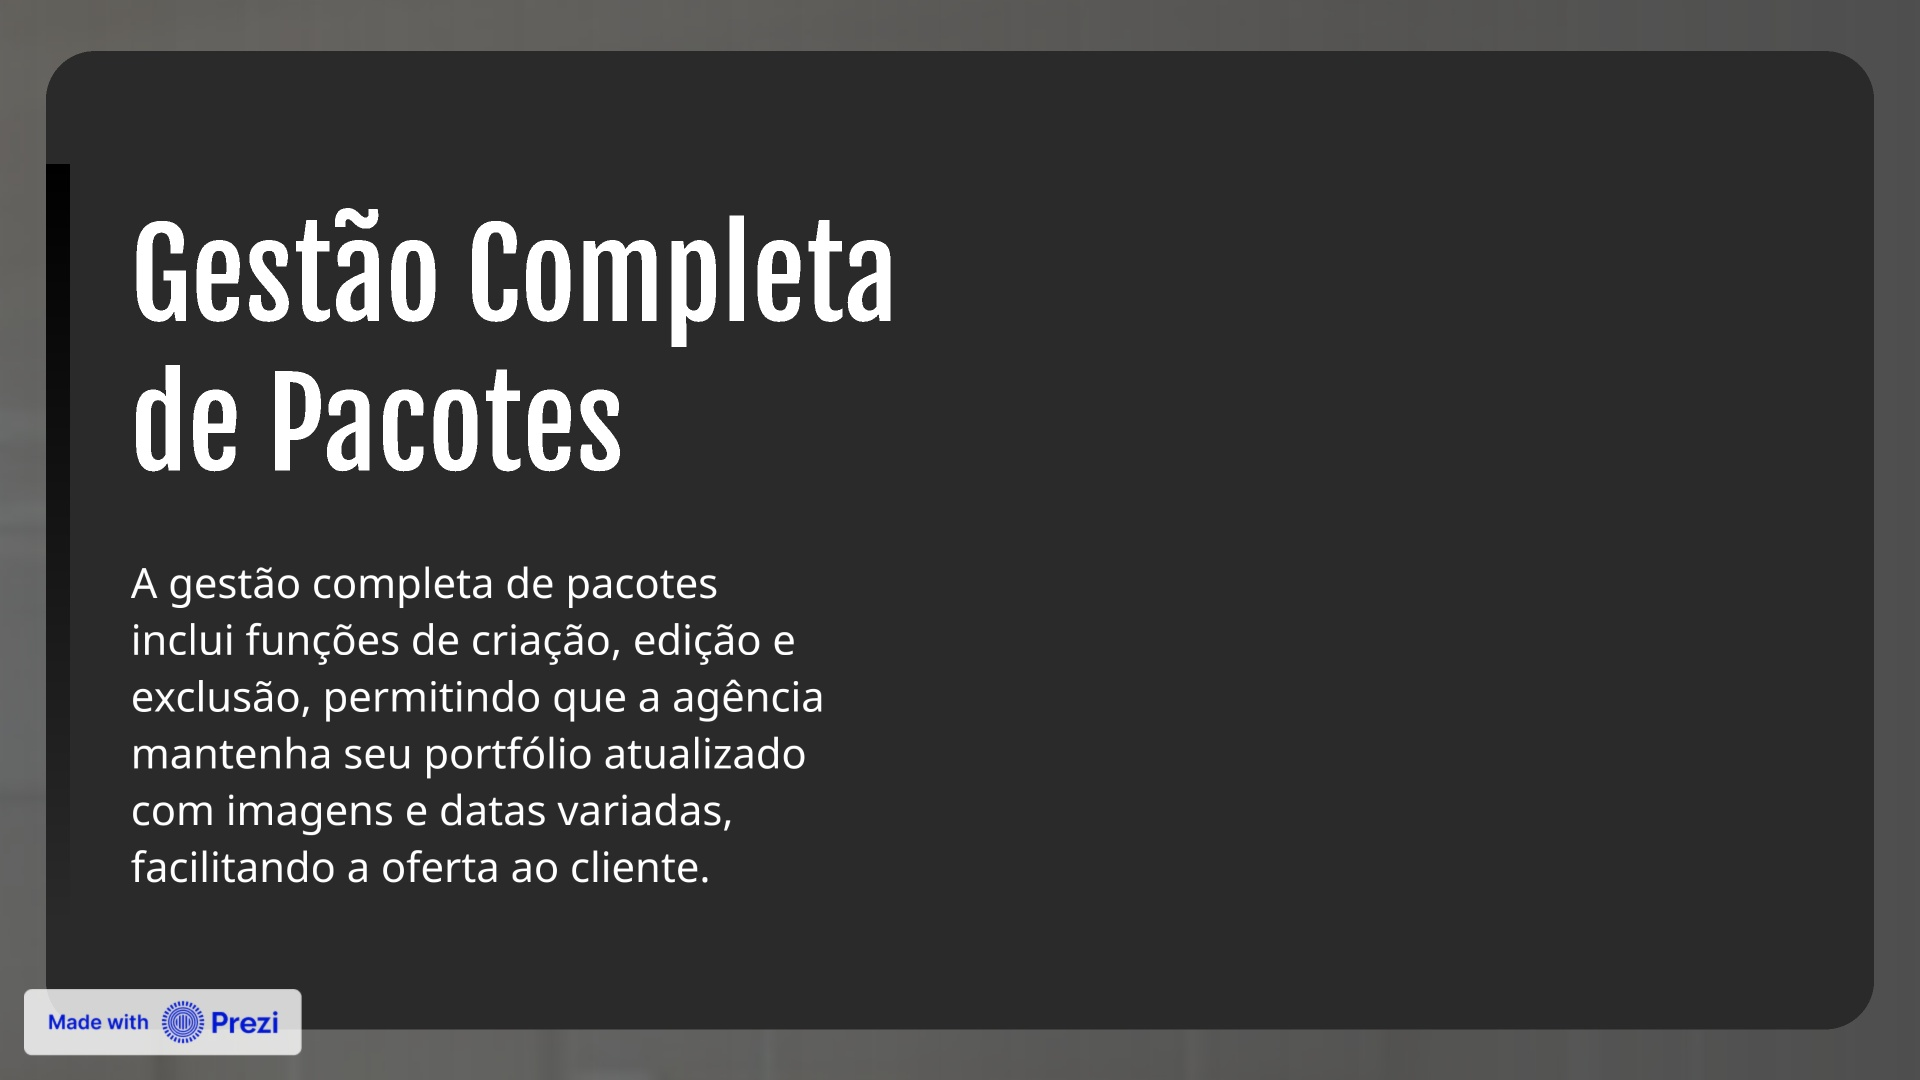 Gestão Completa
de Pacotes
A gestão completa de pacotes
inclui funções de criação, edição e
exclusão, permitindo que a agência
mantenha seu portfólio atualizado
com imagens e datas variadas,
facilitando a oferta ao cliente.
Made with Prezi